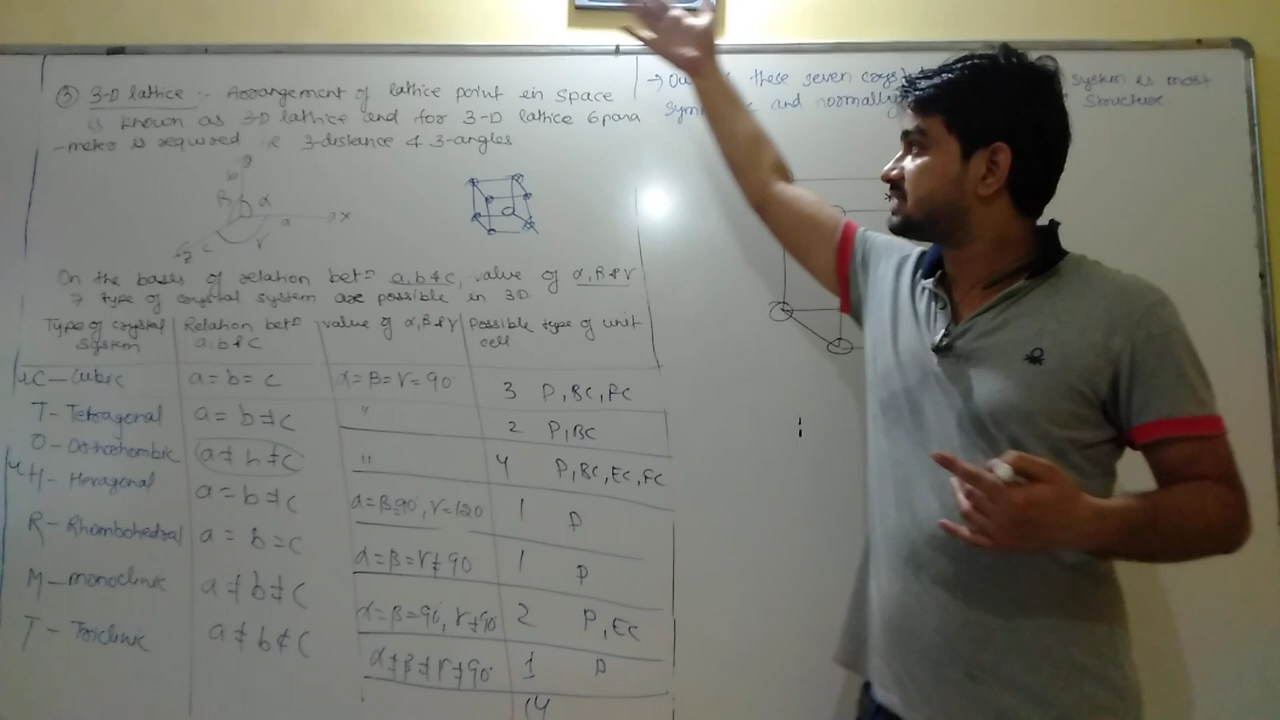 ③ 3-D lattice :- Arrangement of lattice point in space
is known as 3D lattice and for 3-D lattice 6 para
-meter is required 3-distance & 3-angles
b
β α
a x
c γ
On the bases of relation betn a, b & c, value of α, β & γ
7 type of crystal system are possible in 3D
Type of crystal system | Relation betn a, b & c | value of α, β & γ | Possible type of unit cell
C - Cubic a = b = c α = β = γ = 90° 3 P, BC, FC
T - Tetragonal a = b ≠ c " 2 P, BC
O - Orthorhombic a ≠ b ≠ c " 4 P, BC, EC, FC
H - Hexagonal a = b ≠ c α = β = 90°, γ = 120 1 P
R - Rhombohedral a = b = c α = β = γ ≠ 90 1 P
M - monoclinic a ≠ b ≠ c α = β = 90°, γ ≠ 90 2 P, EC
T - Triclinic a ≠ b ≠ c α ≠ β ≠ γ ≠ 90° 1 P
14
→ these seven system is most
and normally structure